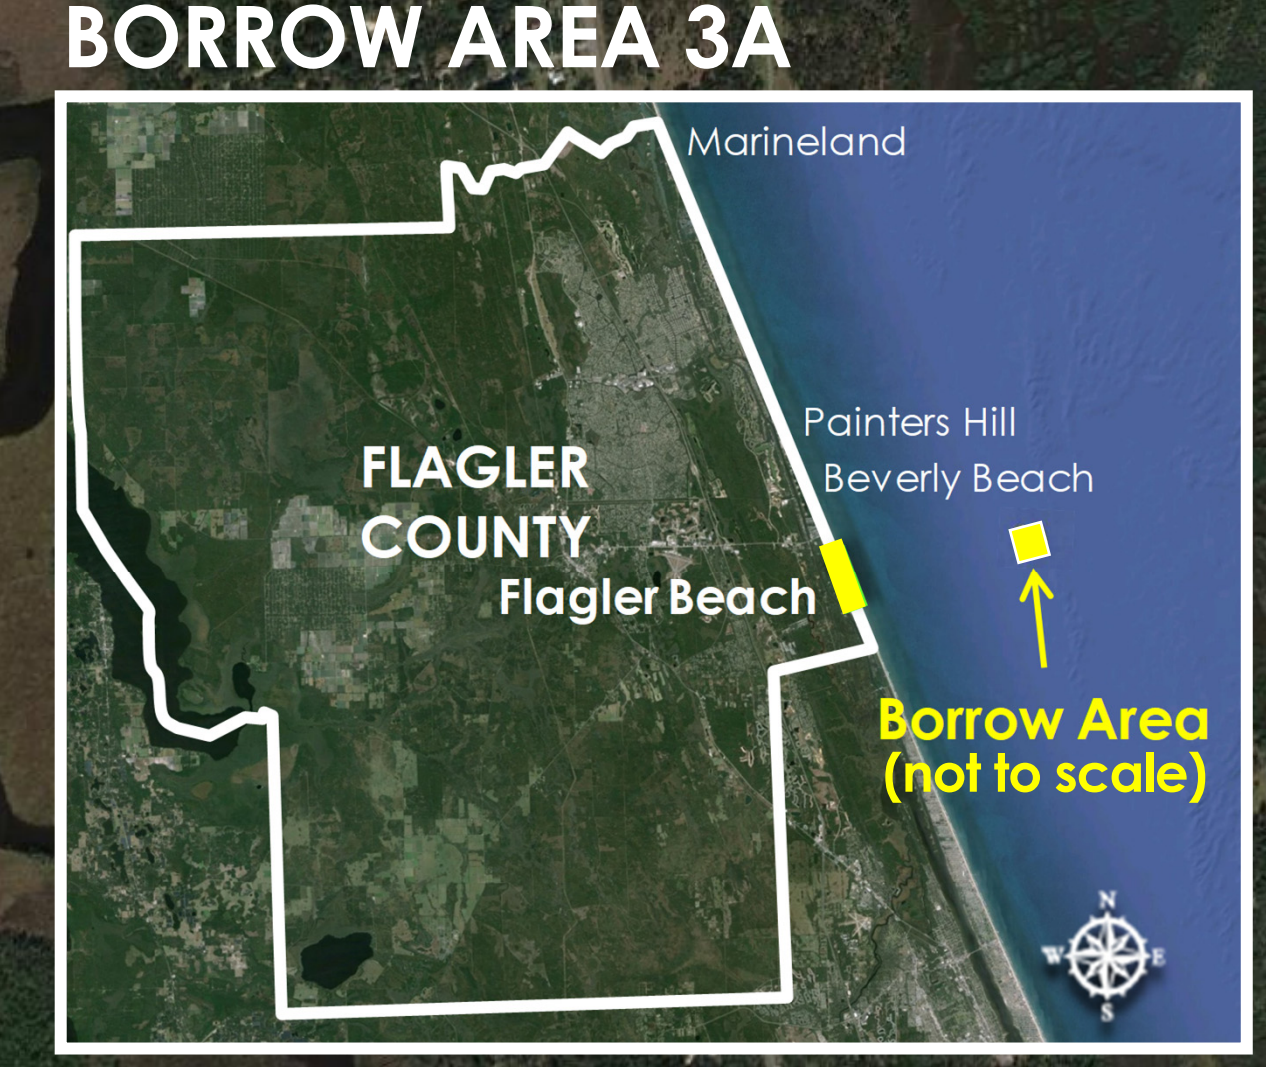 BORROW AREA 3A
Marineland
Painters Hill
Beverly Beach
FLAGLER
COUNTY
Flagler Beach
Borrow Area
(not to scale)
N
W E
S